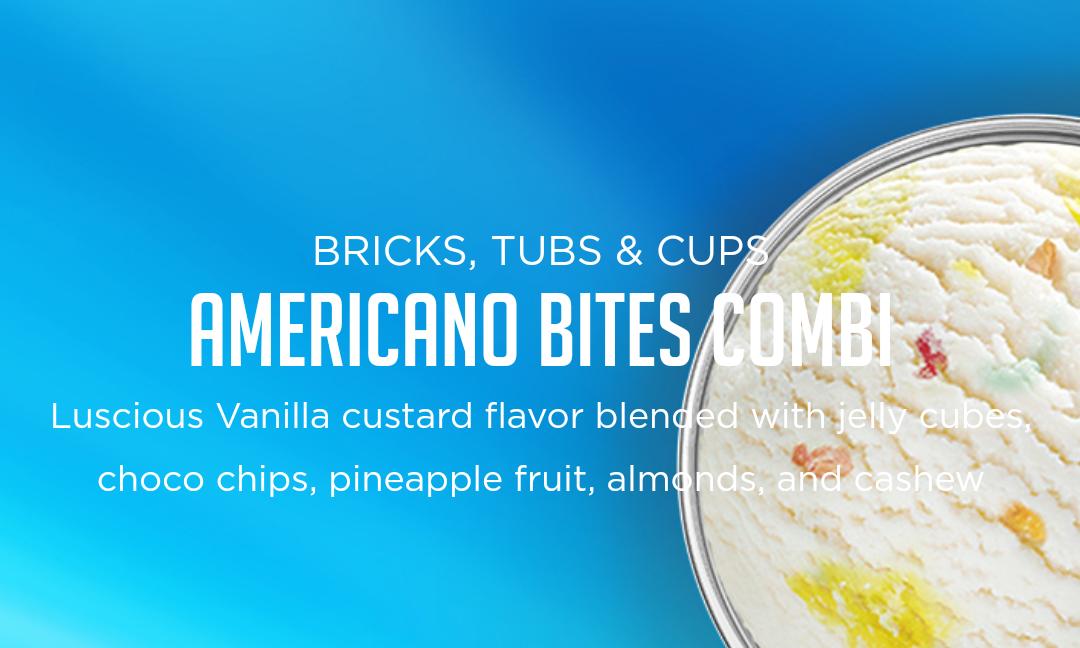 BRICKS, TUBS & CUPS
AMERICANO BITES COMBI
Luscious Vanilla custard flavor blended with jelly cubes,
choco chips, pineapple fruit, almonds, and cashew